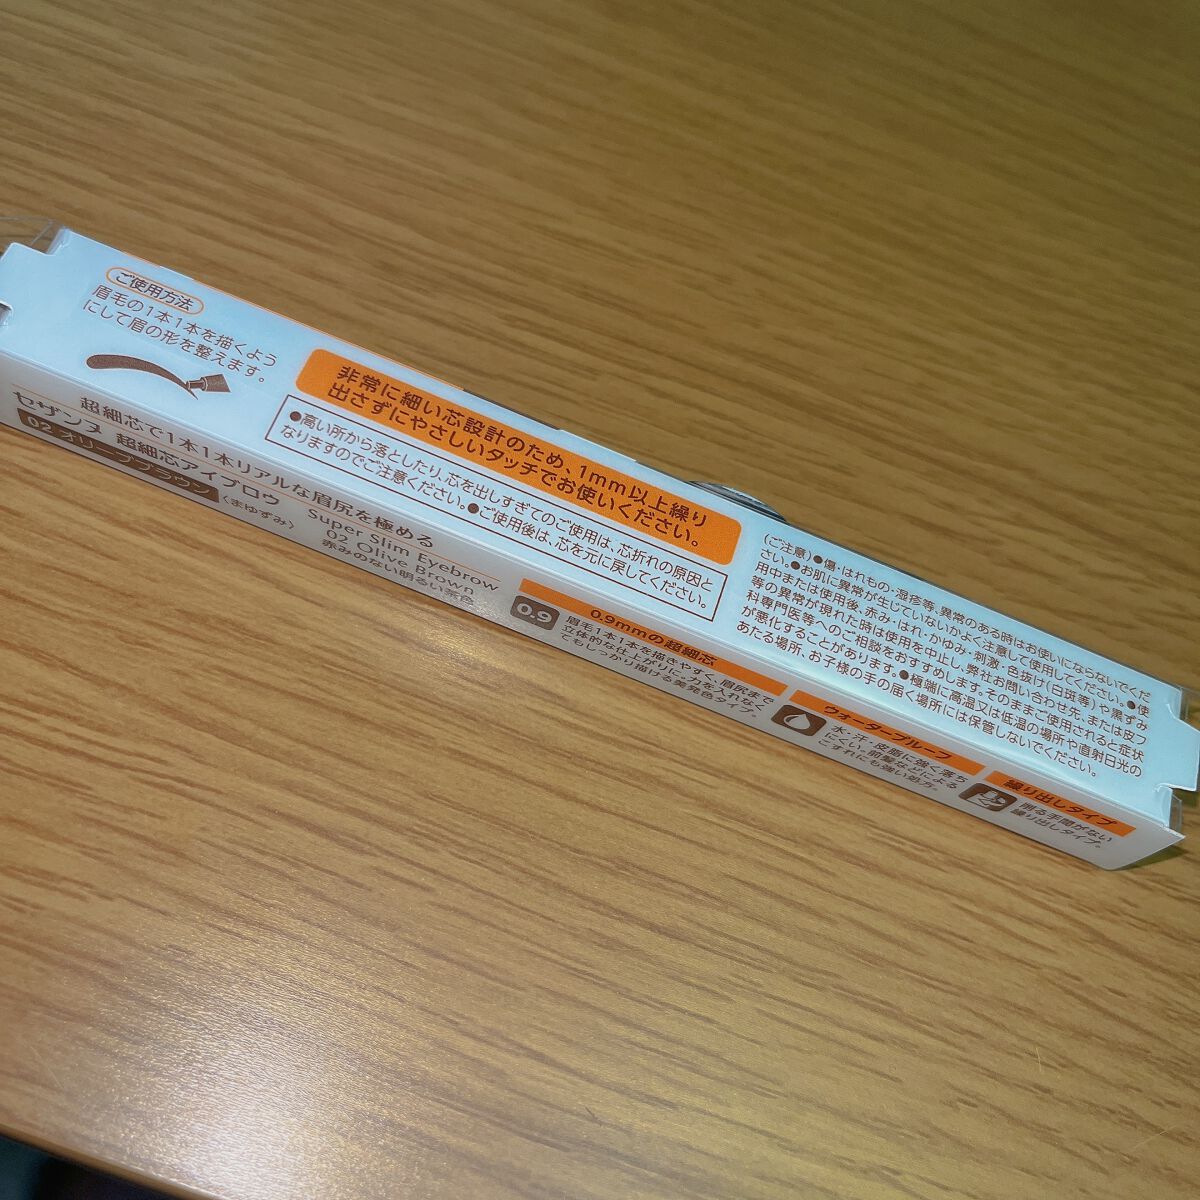 ご使用方法
眉毛の1本1本を描くよう
にして眉の形を整えます。
非常に細い芯設計のため、1mm以上繰り
出さずにやさしいタッチでお使いください。
●高い所から落としたり、芯を出しすぎてのご使用は、芯折れの原因と
なりますのでご注意ください。●ご使用後は、芯を元に戻してください。
(ご注意)●傷・はれもの・湿疹等、異常のある時はお使いにならないでくだ
さい。●お肌に異常が生じていないかよく注意して使用してください。●使
用中または使用後、赤み・はれ・かゆみ・刺激・色抜け(白斑等)や黒ずみ
等の異常が現れた時は使用を中止し、弊社お問い合わせ先、または皮フ
科専門医等へのご相談をおすすめします。そのままご使用されると症状
が悪化することがあります。●極端に高温又は低温の場所や直射日光の
あたる場所、お子様の手の届く場所には保管しないでください。
超細芯で1本1本リアルな眉尻を極める
セザンヌ 超細芯アイブロウ
〈まゆずみ〉
02 オリーブブラウン
Super Slim Eyebrow
02 Olive Brown
赤みのない明るい茶色
0.9
0.9mmの超細芯
眉毛1本1本を描きやすく、眉尻まで
立体的な仕上がりに。力を入れなく
てもしっかり描ける美発色タイプ。
ウォータープルーフ
水・汗・皮脂に強く落ち
にくい。前髪などによる
こすれにも強い処方。
繰り出しタイプ
削る手間がない
繰り出しタイプ。